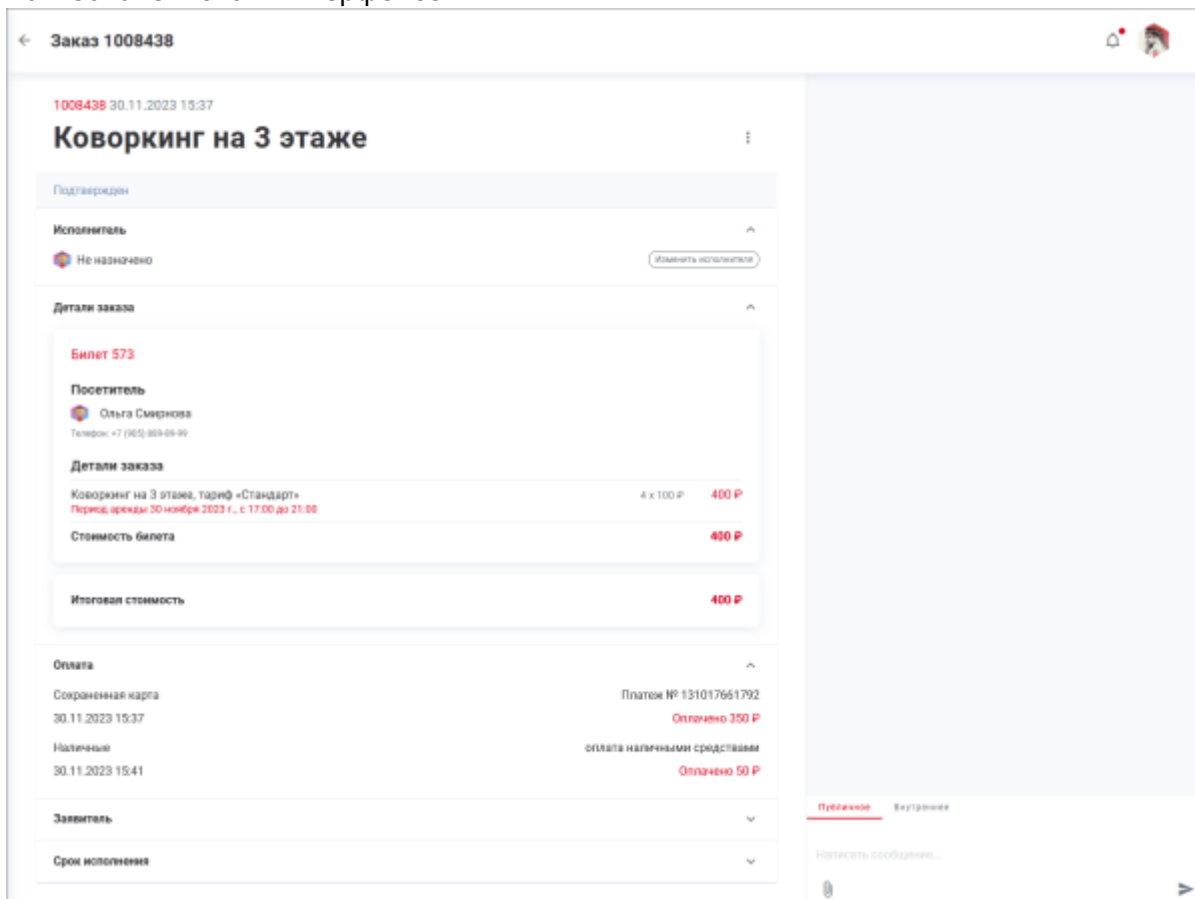 Заказ 1008438
1008438 30.11.2023 15:37
Коворкинг на 3 этаже
Подтвержден
Исполнитель
Не назначено
Изменить исполнителя
Детали заказа
Билет 573
Посетитель
Ольга Смирнова
Телефон: +7 (905)
Детали заказа
Коворкинг на 3 этаже, тариф «Стандарт»
4 x 100 ₽ 400 ₽
Период аренды 30 ноября 2023 г., с 17:00 до 21:00
Стоимость билета 400 ₽
Итоговая стоимость 400 ₽
Оплата
Сохраненная карта Платеж № 131017661792
30.11.2023 15:37 Оплачено 350 ₽
Наличные оплата наличными средствами
30.11.2023 15:41 Оплачено 50 ₽
Заявитель
Срок исполнения
Публичное Внутреннее
Написать сообщение...